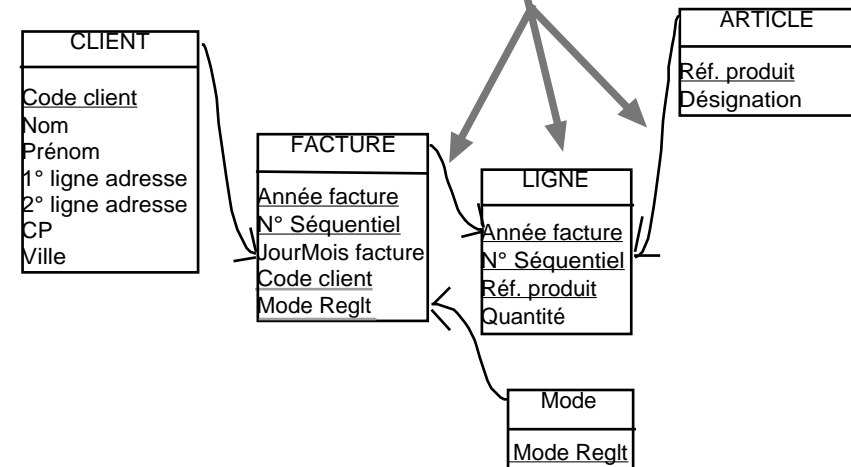 CLIENT
Code client
Nom
Prénom
1° ligne adresse
2° ligne adresse
CP
Ville
FACTURE
Année facture
N° Séquentiel
JourMois facture
Code client
Mode Reglt
LIGNE
Année facture
N° Séquentiel
Réf. produit
Quantité
ARTICLE
Réf. produit
Désignation
Mode
Mode Reglt